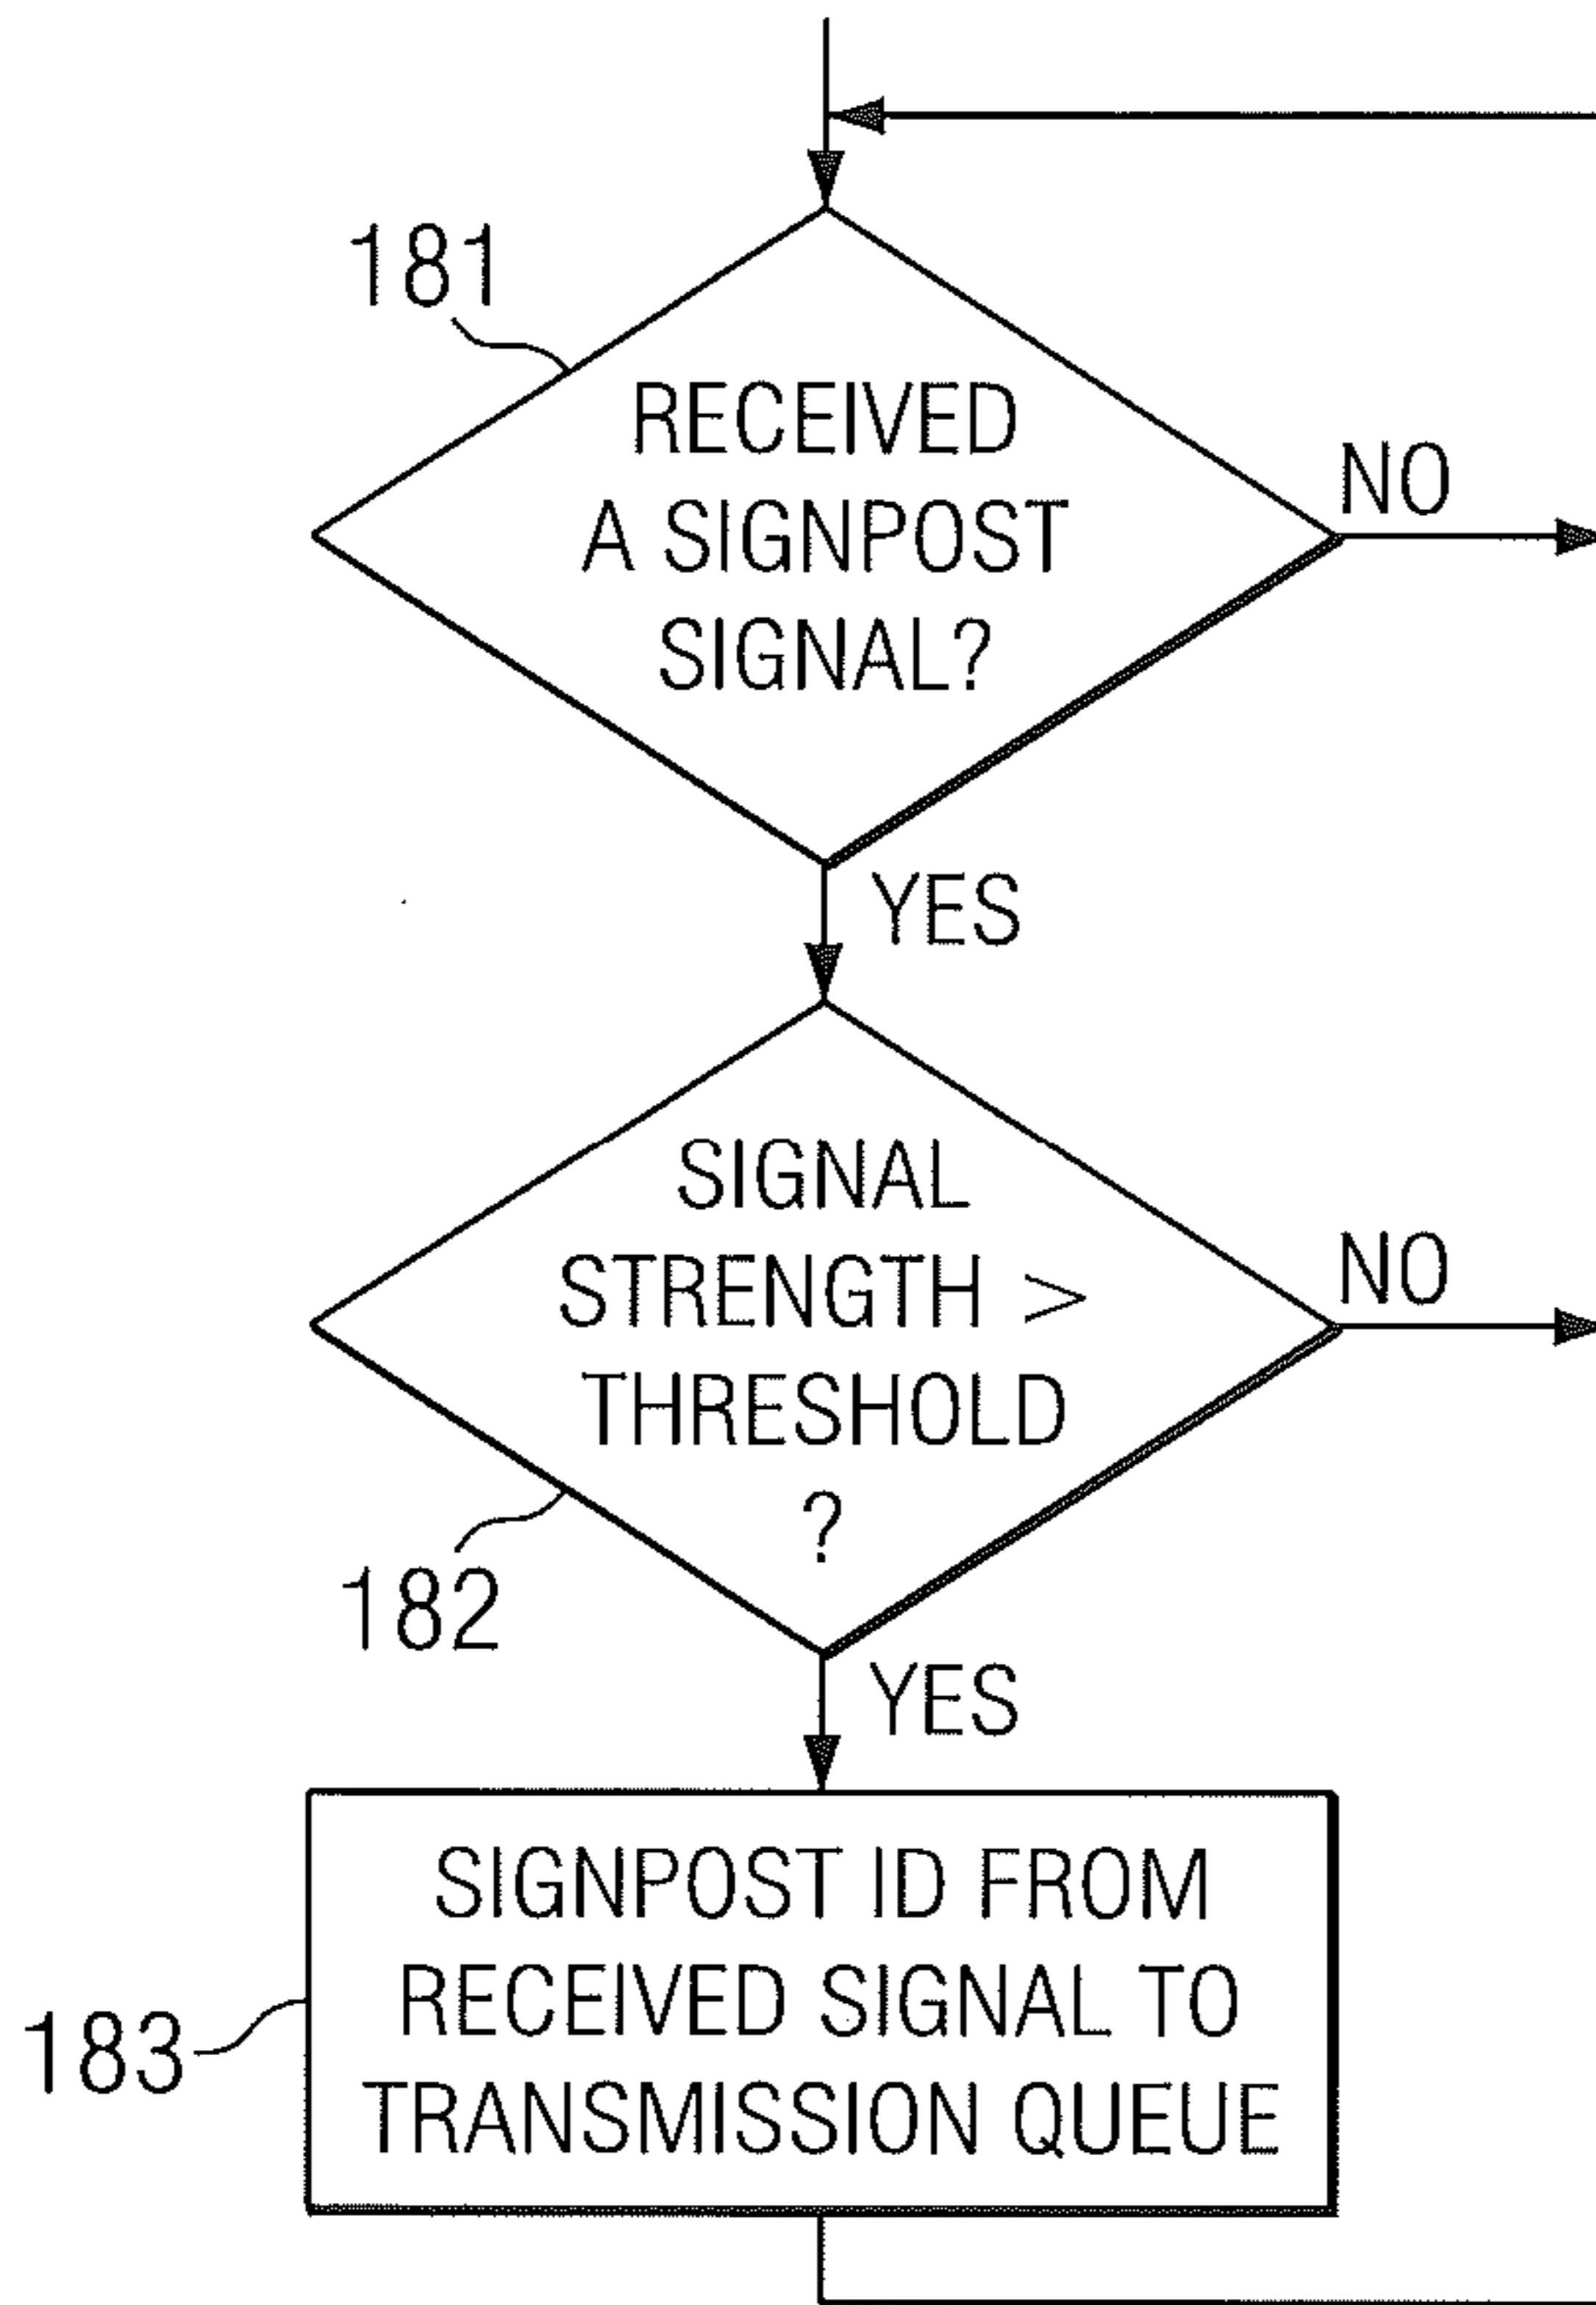 181
RECEIVED
A SIGNPOST
SIGNAL?
NO
YES
SIGNAL
STRENGTH >
THRESHOLD
?
NO
182
YES
SIGNPOST ID FROM
RECEIVED SIGNAL TO
TRANSMISSION QUEUE
183